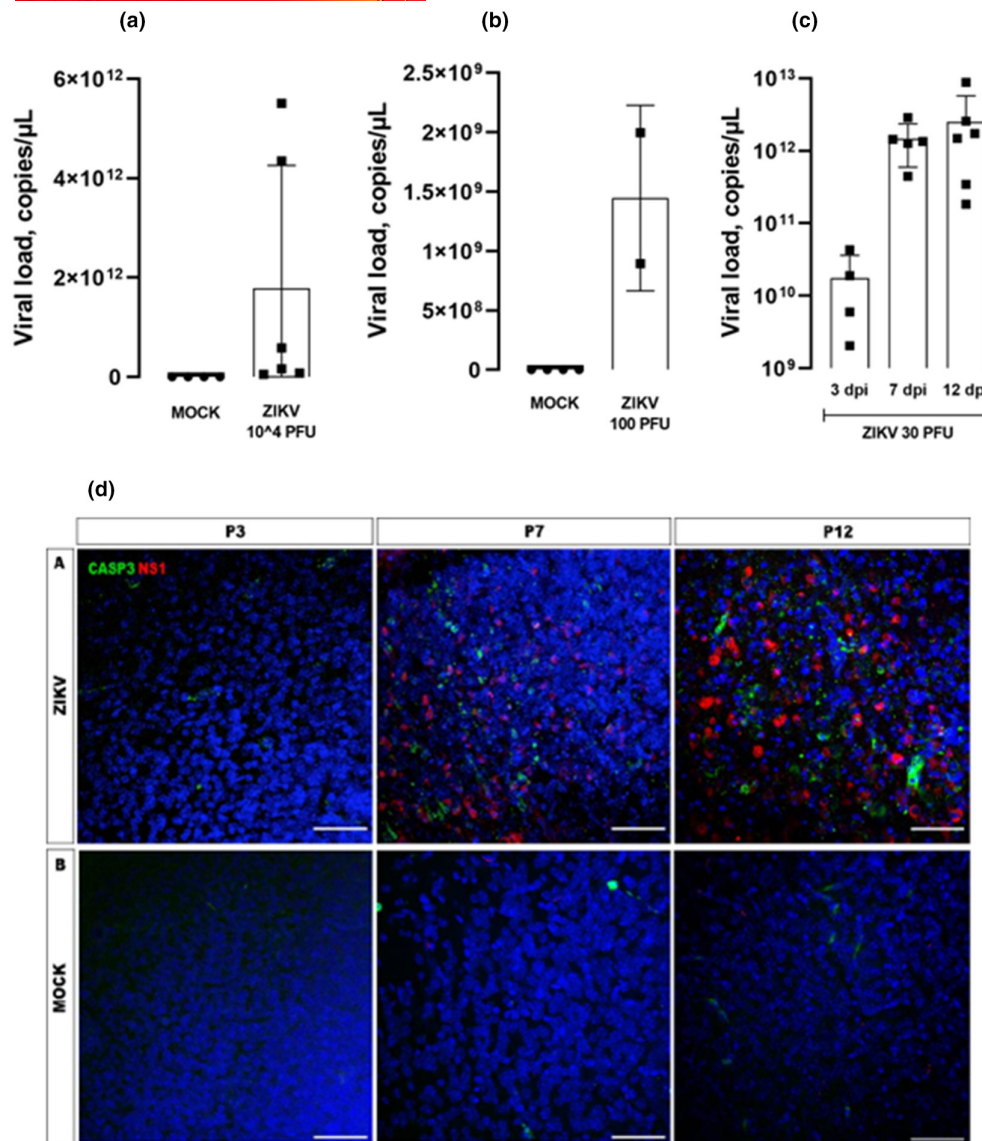 (a)
(b)
(c)
Viral load, copies/µL
6×10¹²
4×10¹²
2×10¹²
0
MOCK
ZIKV
10^4 PFU
Viral load, copies/µL
2.5×10⁹
2×10⁹
1.5×10⁹
1×10⁹
5×10⁸
0
MOCK
ZIKV
100 PFU
Viral load, copies/µL
10¹³
10¹²
10¹¹
10¹⁰
10⁹
3 dpi
7 dpi
12 dp
ZIKV 30 PFU
(d)
P3
P7
P12
A
CASP3 NS1
ZIKV
B
MOCK